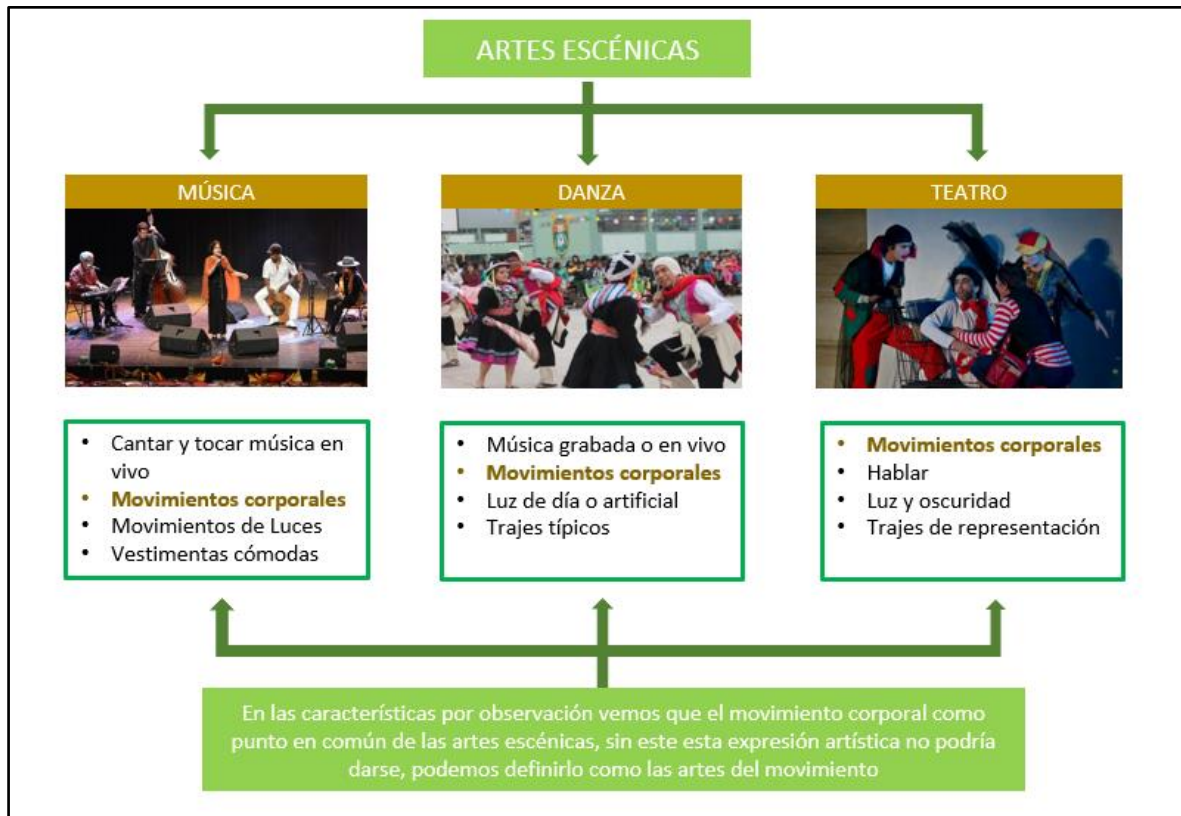 ARTES ESCÉNICAS
MÚSICA
DANZA
TEATRO
• Cantar y tocar música en
vivo
• Movimientos corporales
• Movimientos de Luces
• Vestimentas cómodas
• Música grabada o en vivo
• Movimientos corporales
• Luz de día o artificial
• Trajes típicos
• Movimientos corporales
• Hablar
• Luz y oscuridad
• Trajes de representación
En las características por observación vemos que el movimiento corporal como
punto en común de las artes escénicas, sin este esta expresión artística no podría
darse, podemos definirlo como las artes del movimiento